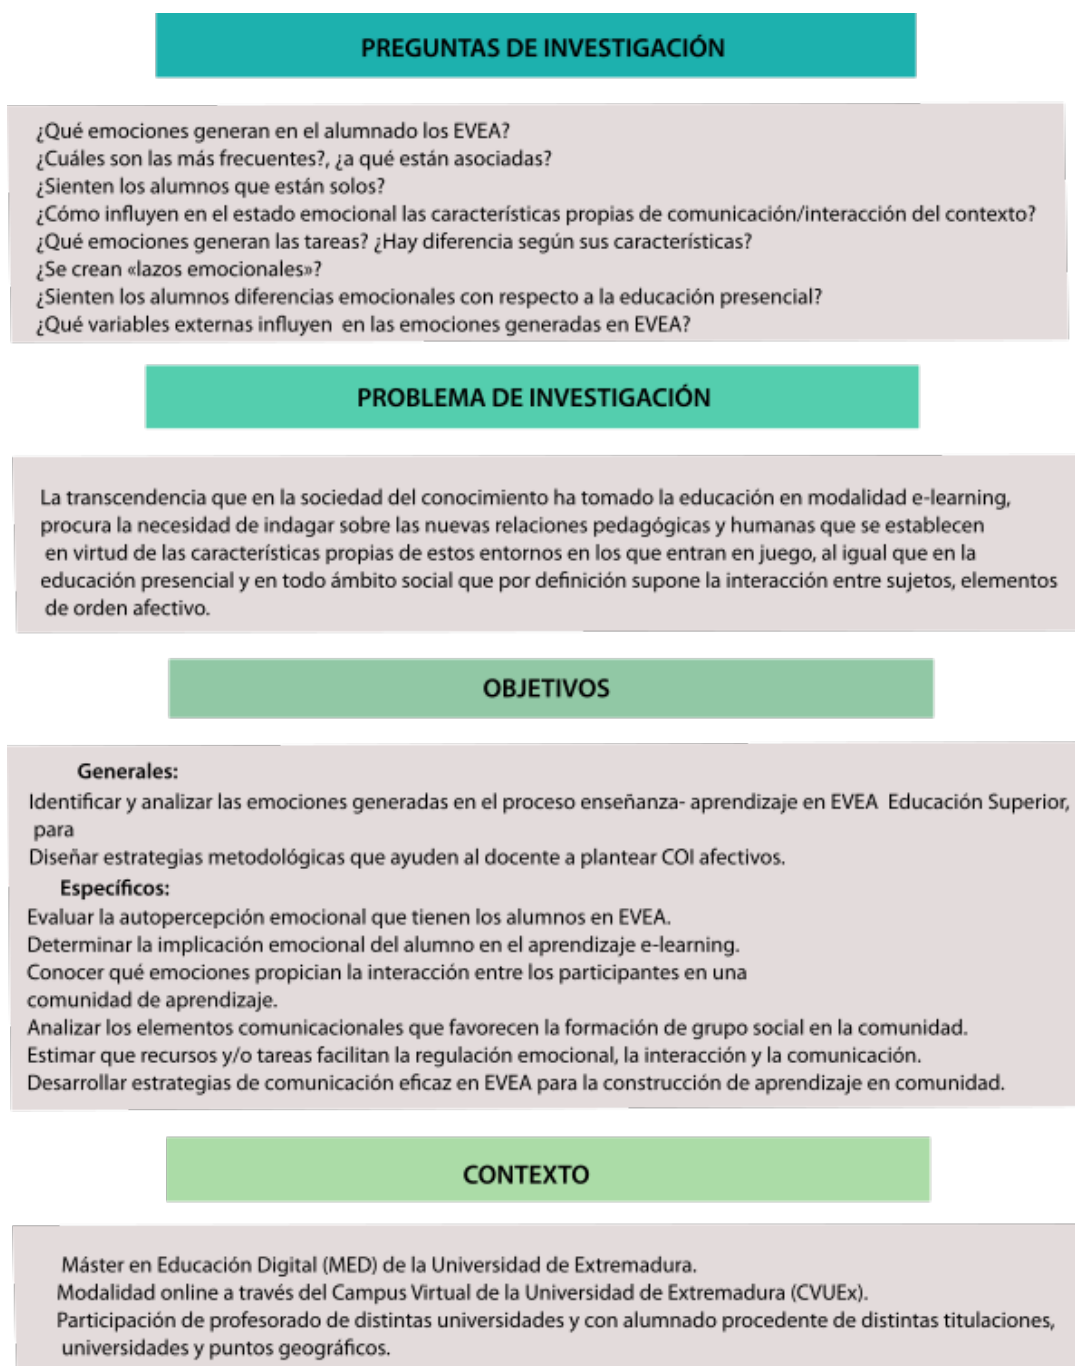 PREGUNTAS DE INVESTIGACIÓN
¿Qué emociones generan en el alumnado los EVEA?
¿Cuáles son las más frecuentes?, ¿a qué están asociadas?
¿Sienten los alumnos que están solos?
¿Cómo influyen en el estado emocional las características propias de comunicación/interacción del contexto?
¿Qué emociones generan las tareas? ¿Hay diferencia según sus características?
¿Se crean «lazos emocionales»?
¿Sienten los alumnos diferencias emocionales con respecto a la educación presencial?
¿Qué variables externas influyen en las emociones generadas en EVEA?
PROBLEMA DE INVESTIGACIÓN
La transcendencia que en la sociedad del conocimiento ha tomado la educación en modalidad e-learning,
procura la necesidad de indagar sobre las nuevas relaciones pedagógicas y humanas que se establecen
en virtud de las características propias de estos entornos en los que entran en juego, al igual que en la
educación presencial y en todo ámbito social que por definición supone la interacción entre sujetos, elementos
de orden afectivo.
OBJETIVOS
Generales:
Identificar y analizar las emociones generadas en el proceso enseñanza- aprendizaje en EVEA Educación Superior,
para
Diseñar estrategias metodológicas que ayuden al docente a plantear COI afectivos.
Específicos:
Evaluar la autopercepción emocional que tienen los alumnos en EVEA.
Determinar la implicación emocional del alumno en el aprendizaje e-learning.
Conocer qué emociones propician la interacción entre los participantes en una
comunidad de aprendizaje.
Analizar los elementos comunicacionales que favorecen la formación de grupo social en la comunidad.
Estimar que recursos y/o tareas facilitan la regulación emocional, la interacción y la comunicación.
Desarrollar estrategias de comunicación eficaz en EVEA para la construcción de aprendizaje en comunidad.
CONTEXTO
Máster en Educación Digital (MED) de la Universidad de Extremadura.
Modalidad online a través del Campus Virtual de la Universidad de Extremadura (CVUEx).
Participación de profesorado de distintas universidades y con alumnado procedente de distintas titulaciones,
universidades y puntos geográficos.